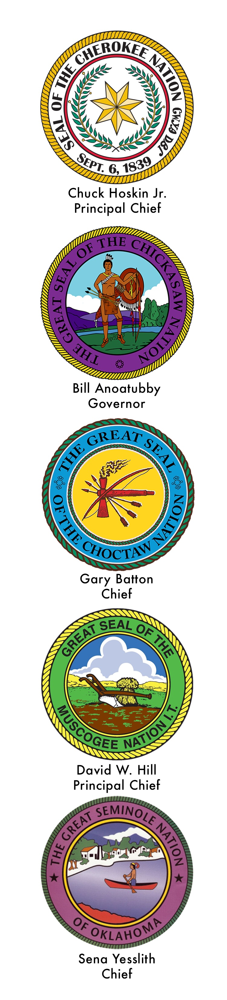 SEAL OF THE CHEROKEE NATION
ᏣᎳᎩᎯ ᎠᏰᎵ
SEPT. 6, 1839
Chuck Hoskin Jr.
Principal Chief
THE GREAT SEAL OF THE CHICKASAW NATION
Bill Anoatubby
Governor
THE GREAT SEAL
OF THE CHOCTAW NATION
Gary Batton
Chief
GREAT SEAL OF THE
MUSCOGEE NATION I.T.
David W. Hill
Principal Chief
THE GREAT SEMINOLE NATION
OF OKLAHOMA
Sena Yesslith
Chief